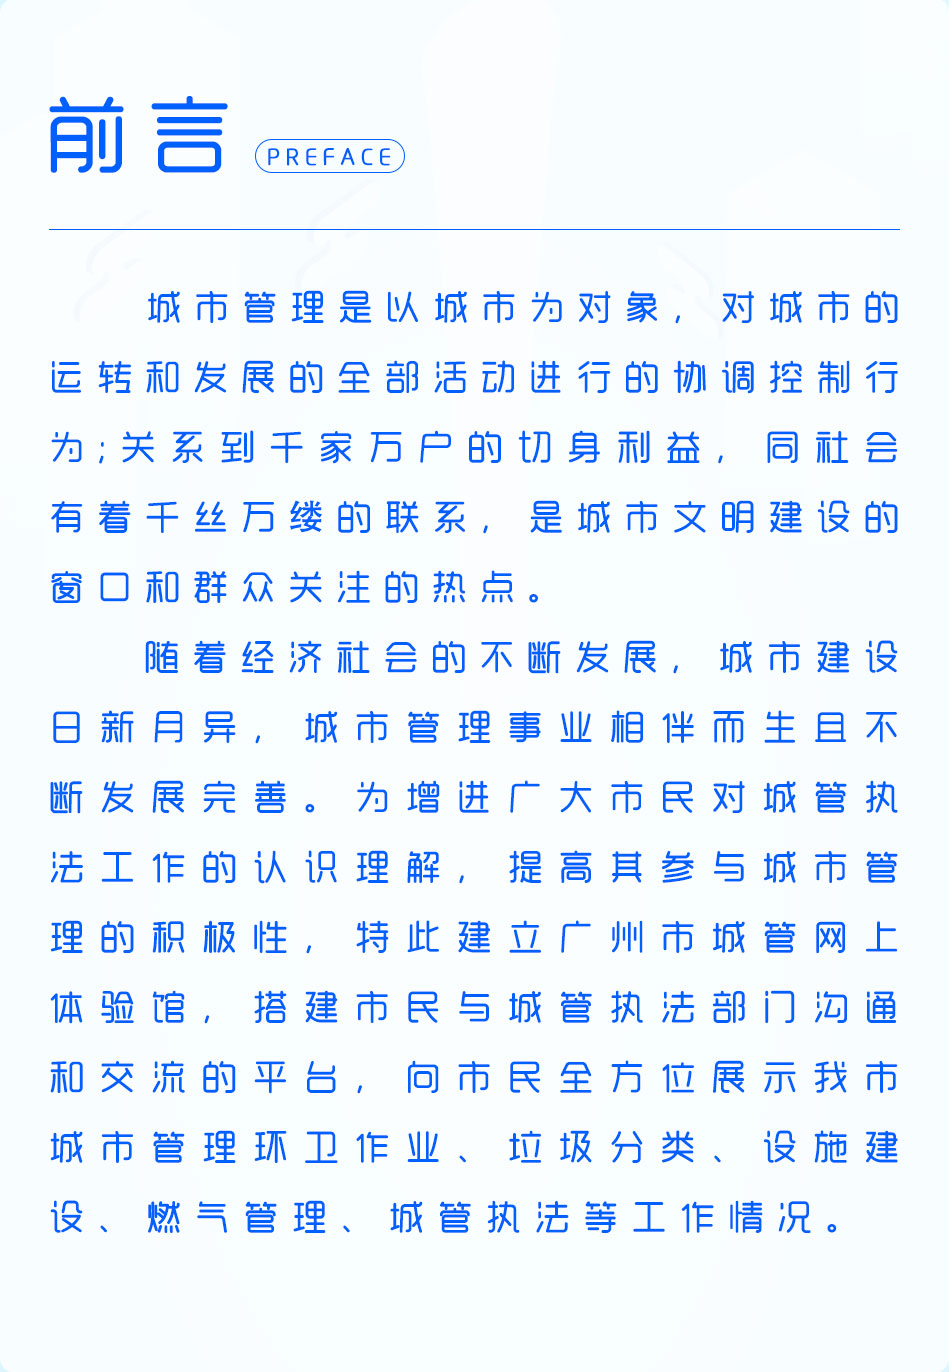 前言 PREFACE
城市管理是以城市为对象，对城市的
运转和发展的全部活动进行的协调控制行
为;关系到千家万户的切身利益，同社会
有着千丝万缕的联系，是城市文明建设的
窗口和群众关注的热点。
随着经济社会的不断发展，城市建设
日新月异，城市管理事业相伴而生且不
断发展完善。为增进广大市民对城管执
法工作的认识理解，提高其参与城市管
理的积极性，特此建立广州市城管网上
体验馆，搭建市民与城管执法部门沟通
和交流的平台，向市民全方位展示我市
城市管理环卫作业、垃圾分类、设施建
设、燃气管理、城管执法等工作情况。